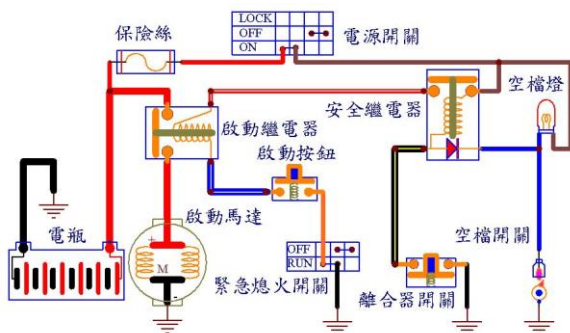 保險絲
LOCK
OFF
ON
電源開關
安全繼電器
空檔燈
啟動繼電器
啟動按鈕
電瓶
啟動馬達
+
M
-
OFF
RUN
緊急熄火開關
離合器開關
空檔開關